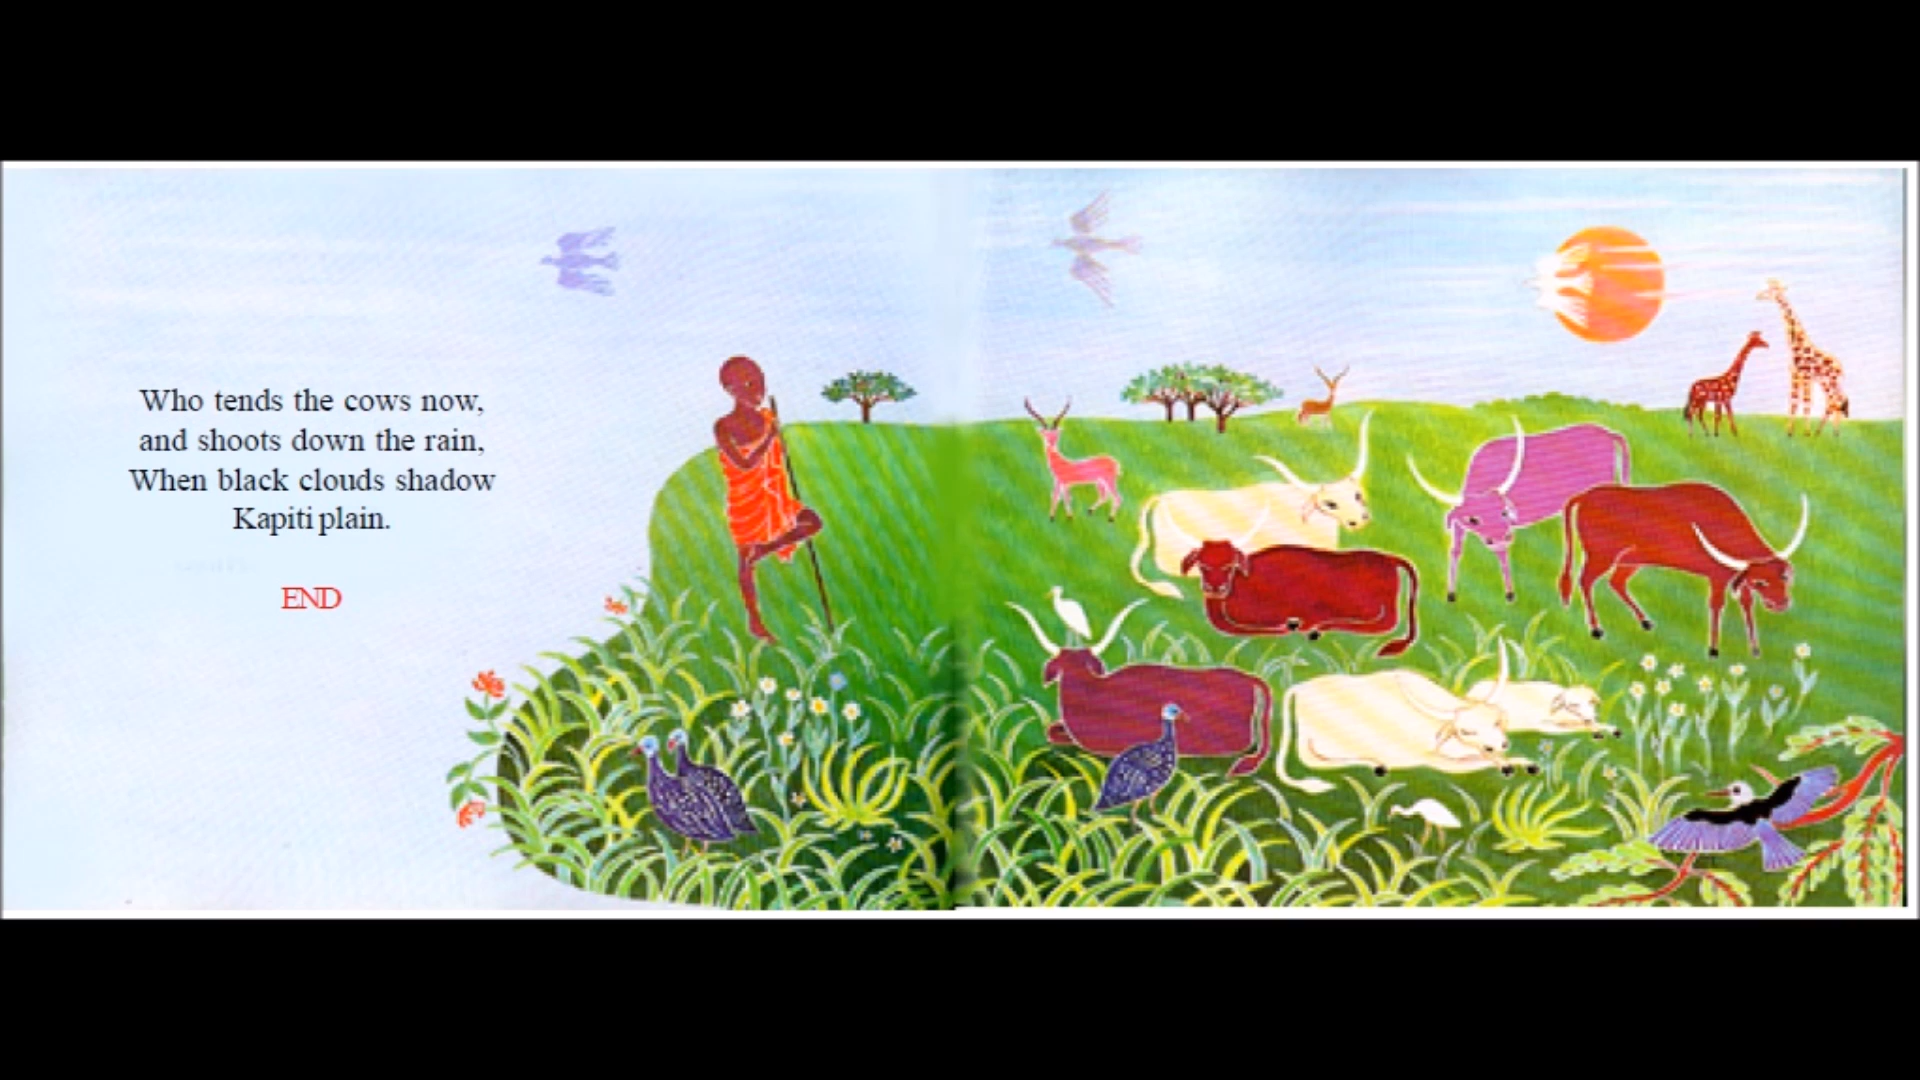 Who tends the cows now,
and shoots down the rain,
When black clouds shadow
Kapiti plain.
END